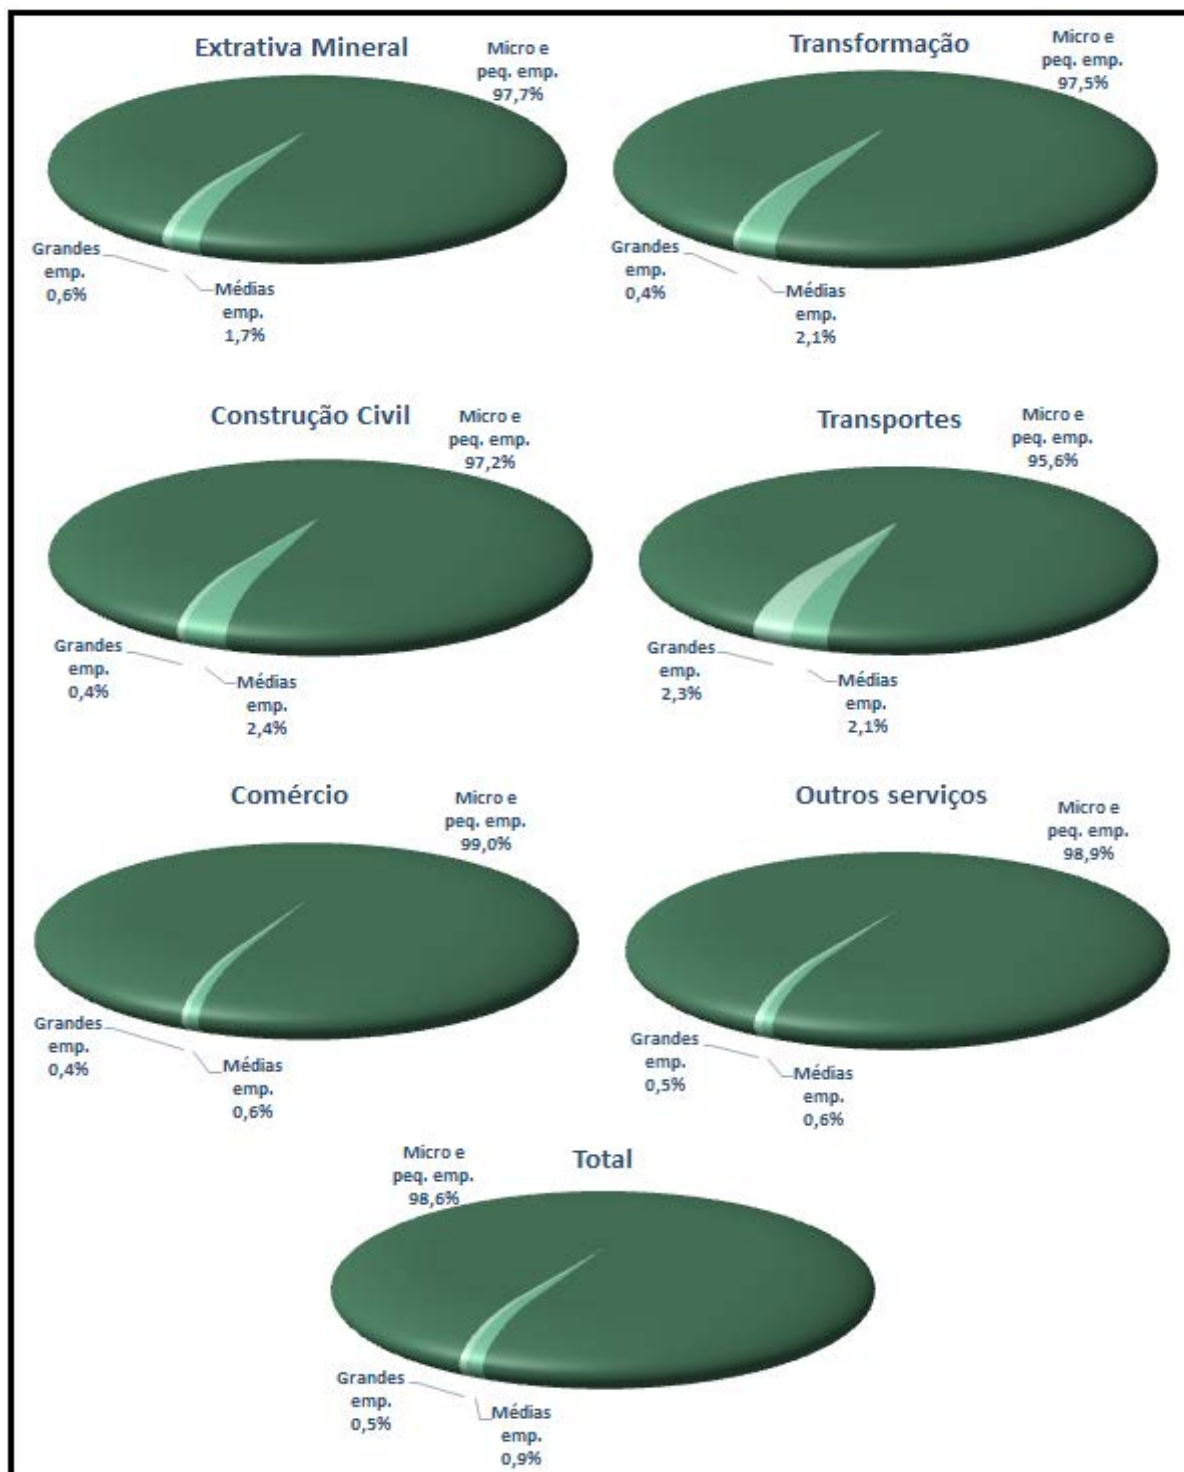 Extrativa Mineral
Micro e
peq. emp.
97,7%
Grandes
emp.
0,6%
Médias
emp.
1,7%
Transformação
Micro e
peq. emp.
97,5%
Grandes
emp.
0,4%
Médias
emp.
2,1%
Construção Civil
Micro e
peq. emp.
97,2%
Grandes
emp.
0,4%
Médias
emp.
2,4%
Transportes
Micro e
peq. emp.
95,6%
Grandes
emp.
2,3%
Médias
emp.
2,1%
Comércio
Micro e
peq. emp.
99,0%
Grandes
emp.
0,4%
Médias
emp.
0,6%
Outros serviços
Micro e
peq. emp.
98,9%
Grandes
emp.
0,5%
Médias
emp.
0,6%
Total
Micro e
peq. emp.
98,6%
Grandes
emp.
0,5%
Médias
emp.
0,9%